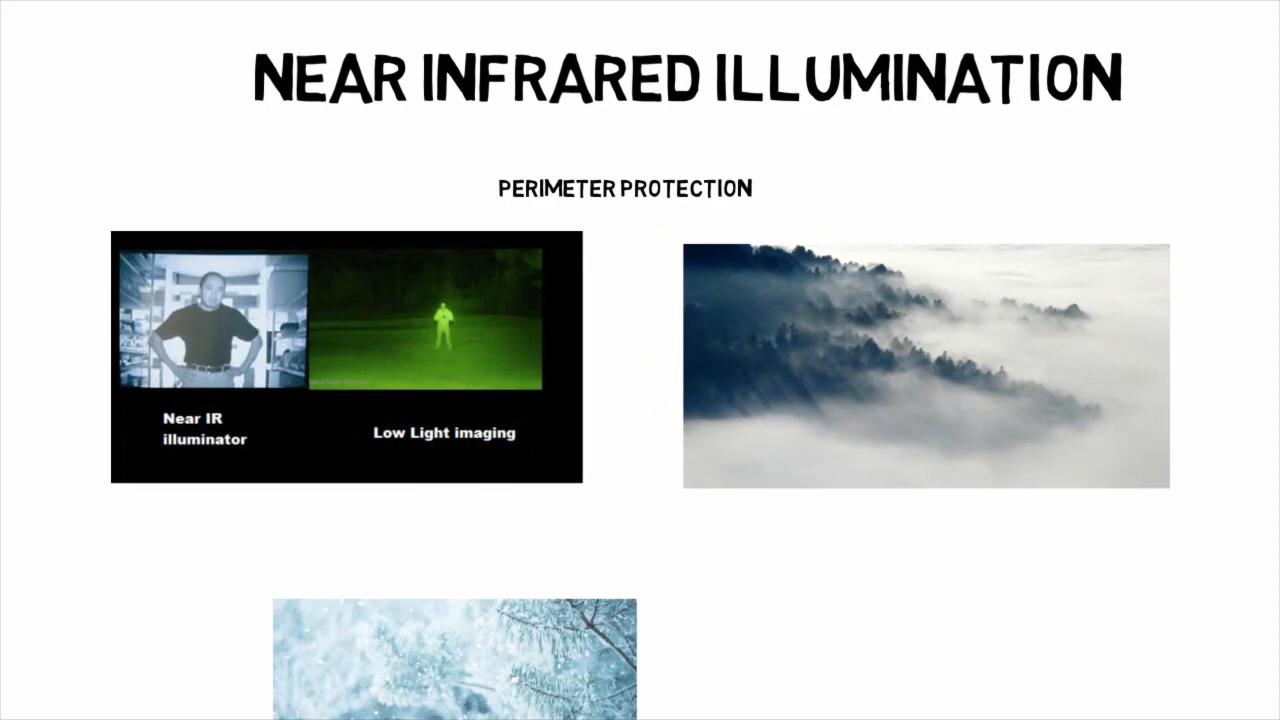 NEAR INFRARED ILLUMINATION
PERIMETER PROTECTION
Near IR
illuminator
Low Light imaging